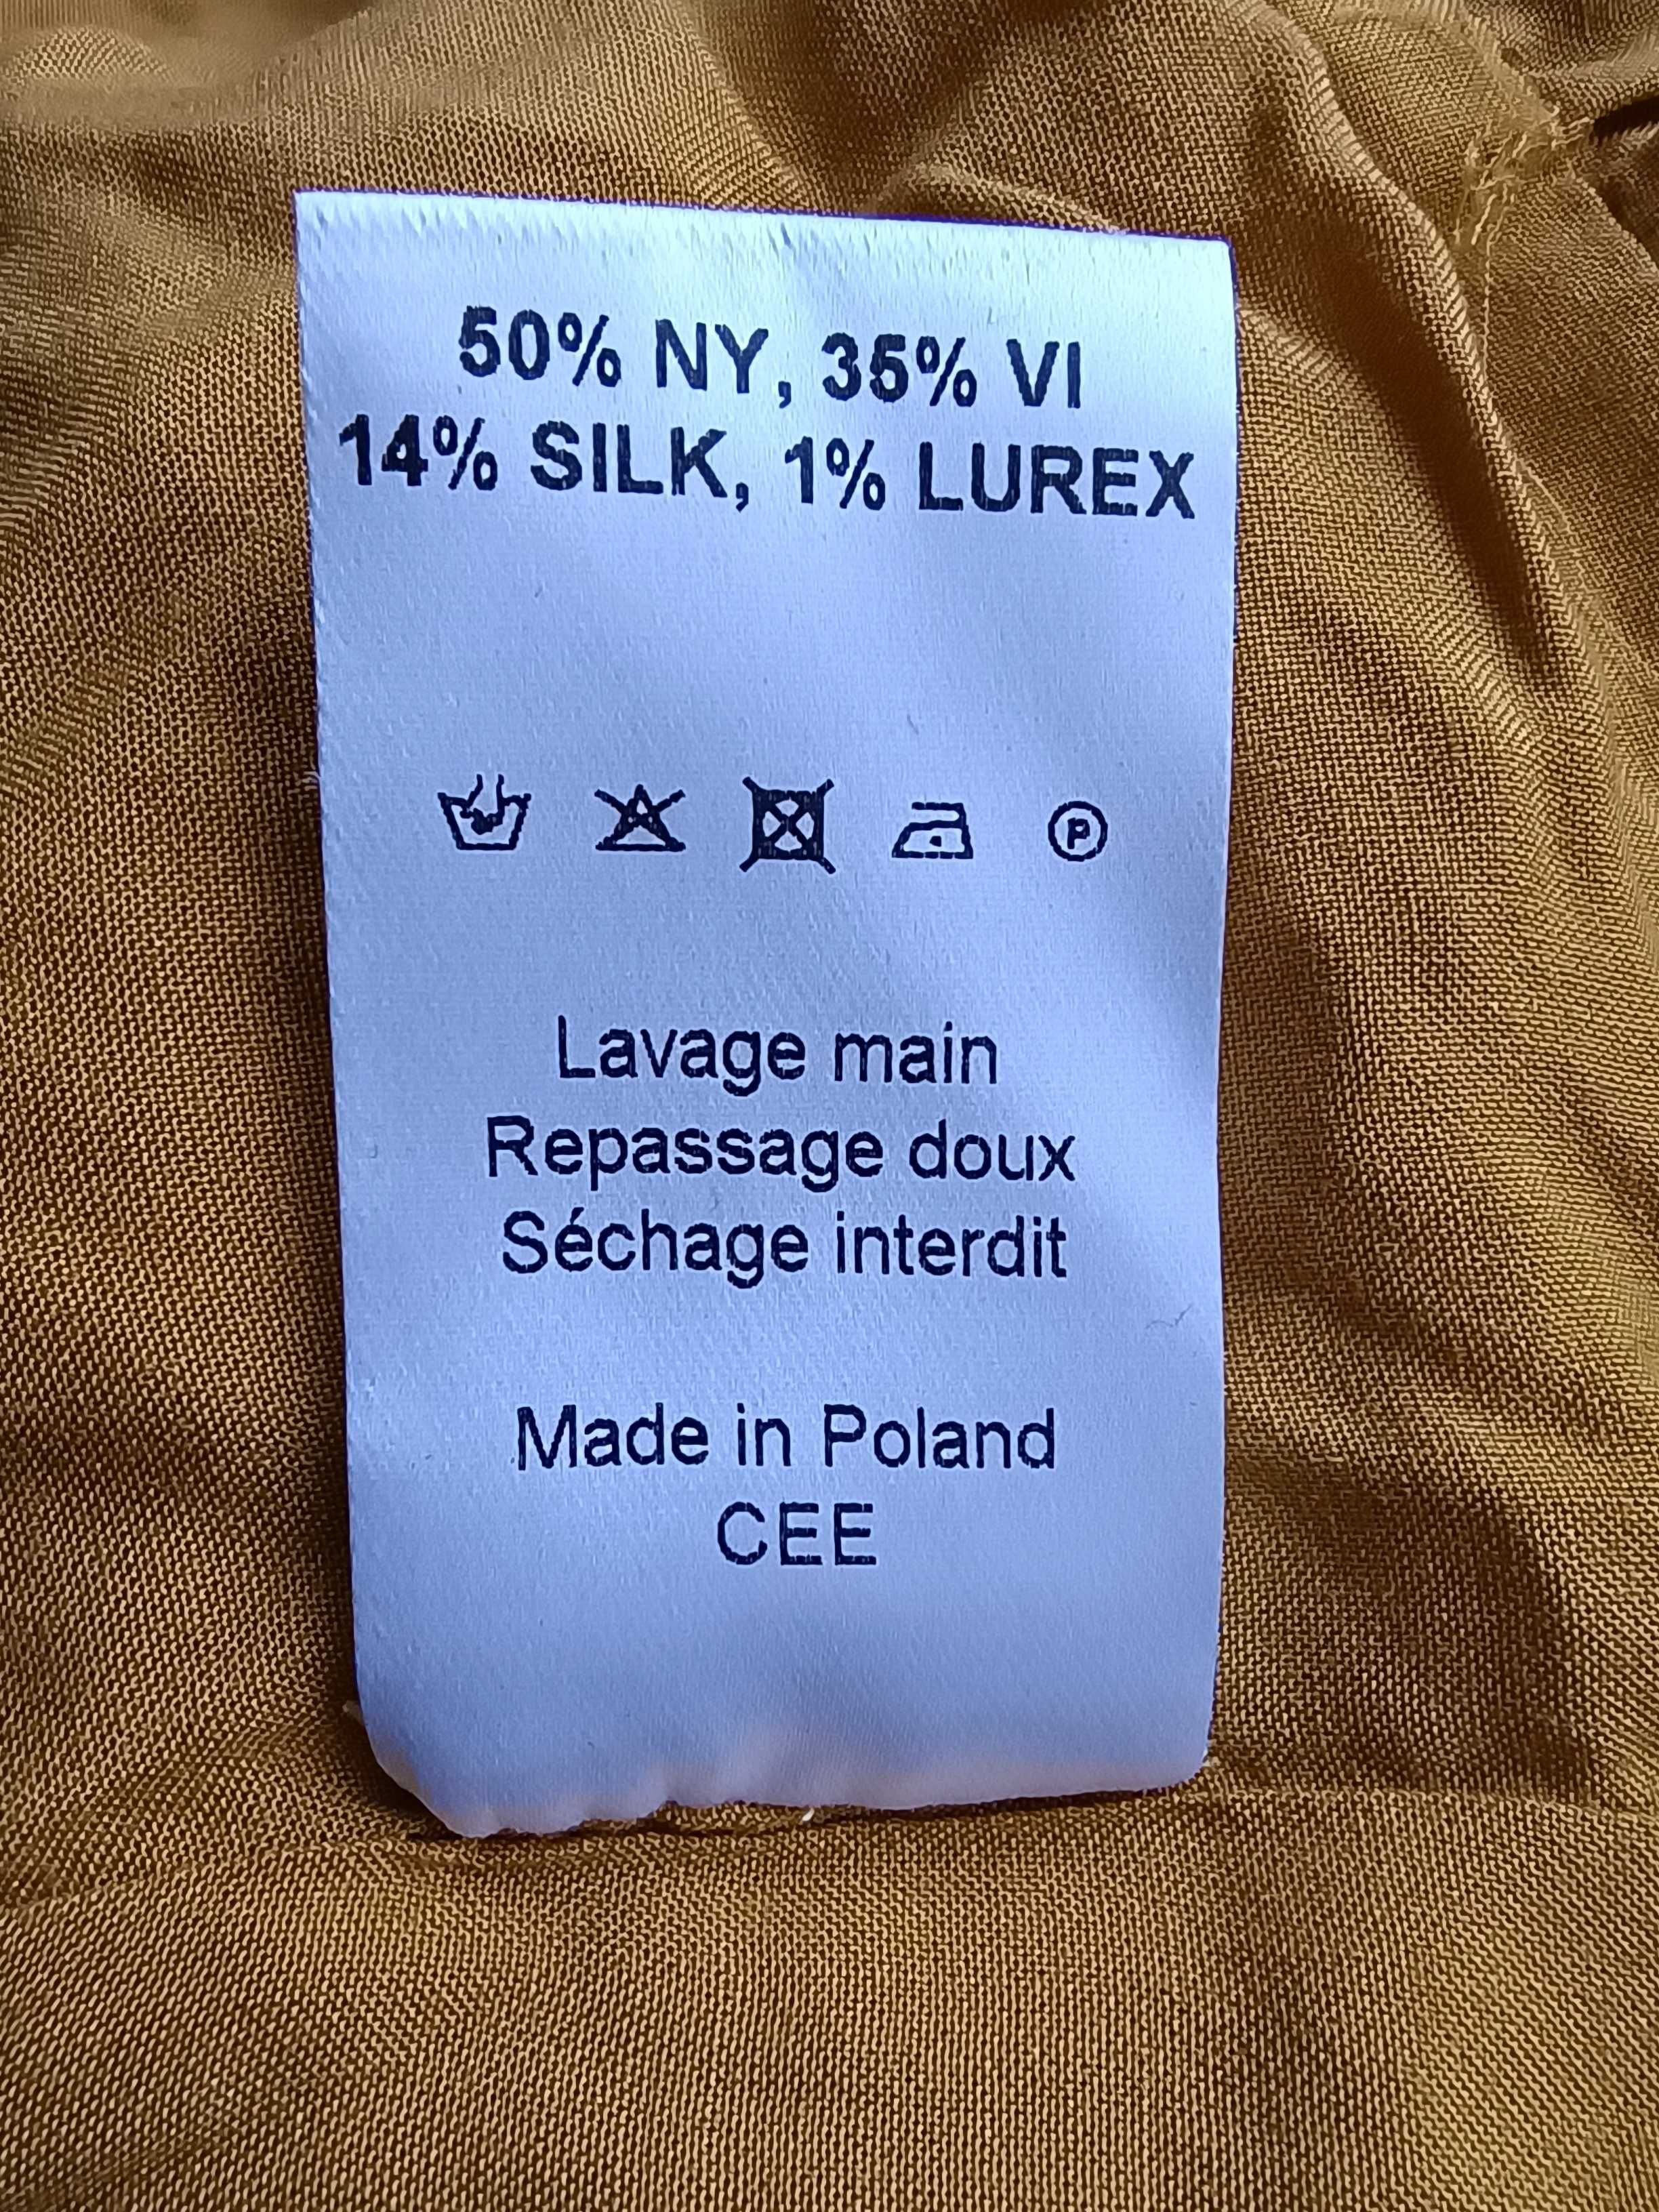 50% NY, 35% VI
14% SILK, 1% LUREX
P
Lavage main
Repassage doux
Séchage interdit
Made in Poland
CEE